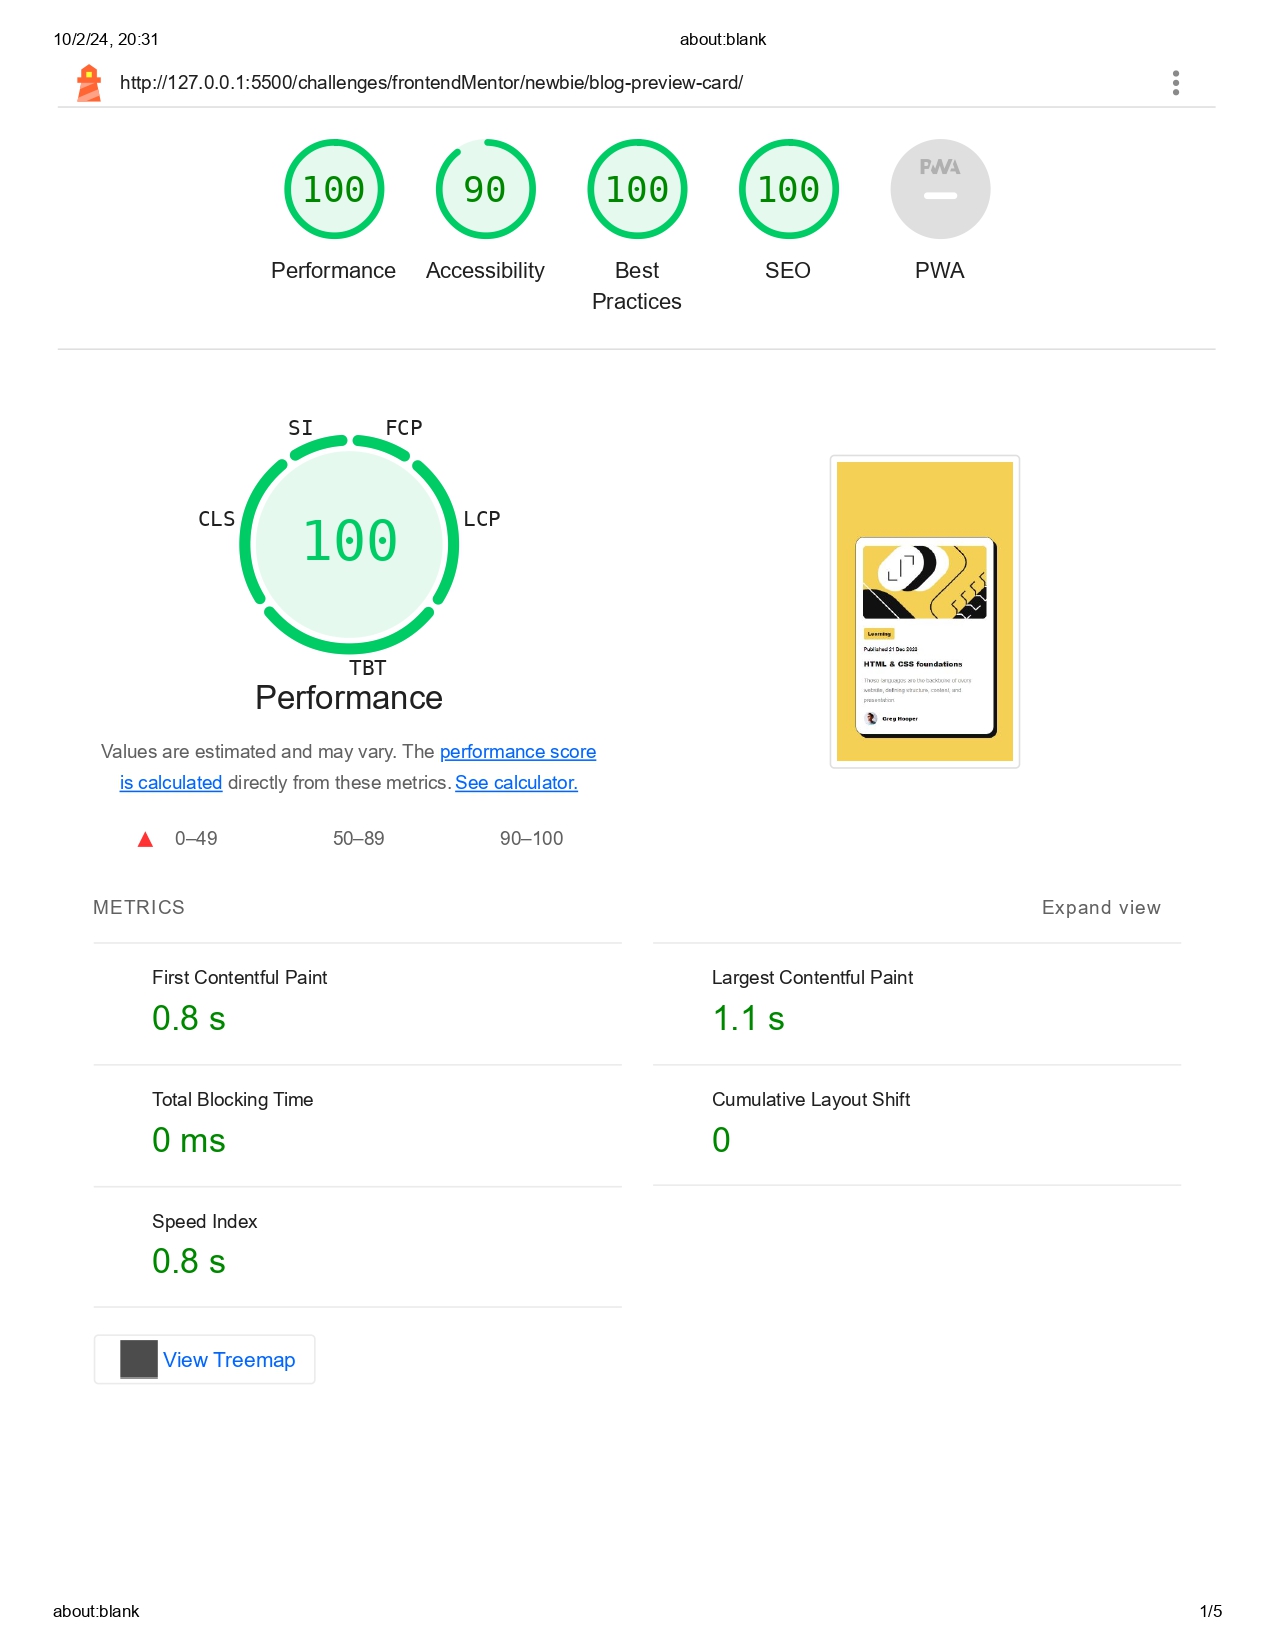 10/2/24, 20:31
about:blank
http://127.0.0.1:5500/challenges/frontendMentor/newbie/blog-preview-card/
100
90
100
100
PWA
Performance
Accessibility
Best
Practices
SEO
PWA
SI
FCP
CLS
LCP
100
TBT
Performance
Values are estimated and may vary. The performance score
is calculated directly from these metrics. See calculator.
0–49
50–89
90–100
Learning
Published 21 Dec 2023
HTML & CSS foundations
These languages are the backbone of every
website, defining structure, content, and
presentation.
Greg Hooper
METRICS
Expand view
First Contentful Paint
0.8 s
Largest Contentful Paint
1.1 s
Total Blocking Time
0 ms
Cumulative Layout Shift
0
Speed Index
0.8 s
View Treemap
about:blank
1/5